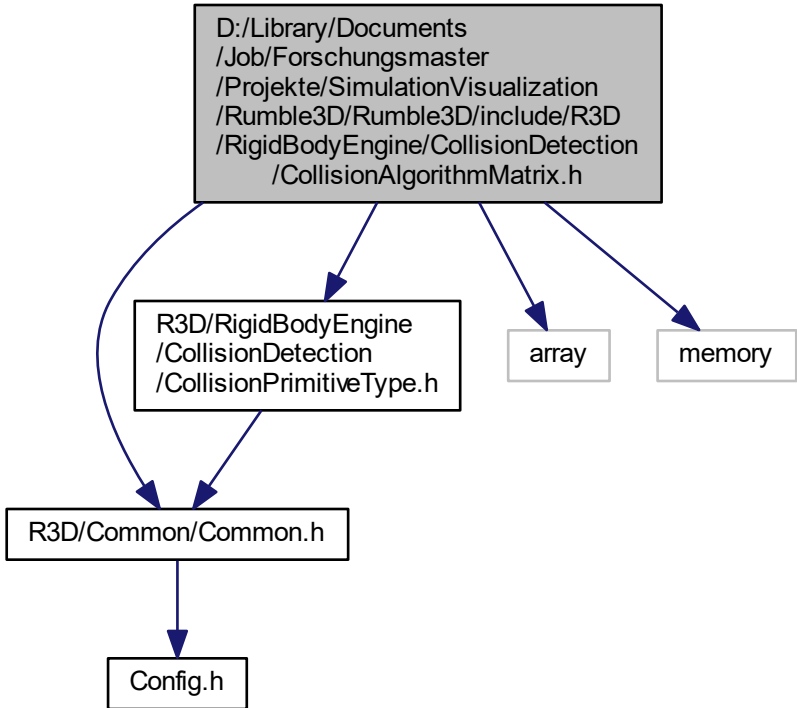 D:/Library/Documents
/Job/Forschungsmaster
/Projekte/SimulationVisualization
/Rumble3D/Rumble3D/include/R3D
/RigidBodyEngine/CollisionDetection
/CollisionAlgorithmMatrix.h
R3D/RigidBodyEngine
/CollisionDetection
/CollisionPrimitiveType.h
array
memory
R3D/Common/Common.h
Config.h